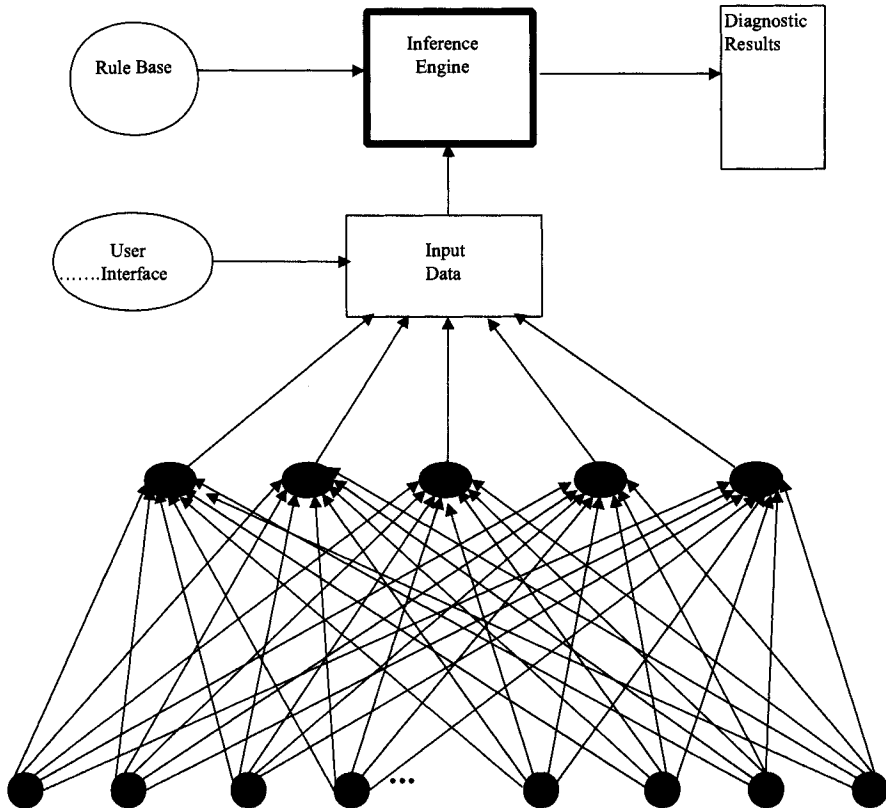 Rule Base
Inference
Engine
Diagnostic
Results
User
.......Interface
Input
Data
...